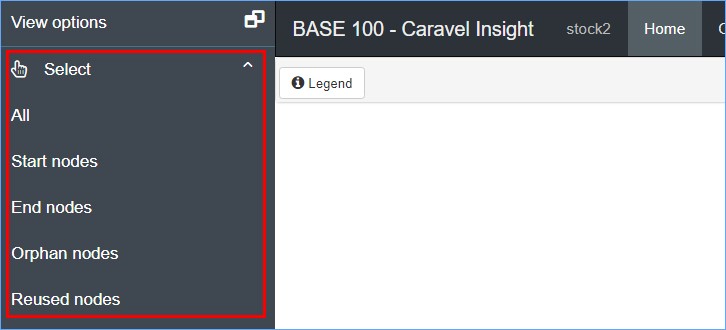 View options
Select
All
Start nodes
End nodes
Orphan nodes
Reused nodes
BASE 100 - Caravel Insight stock2 Home
Legend